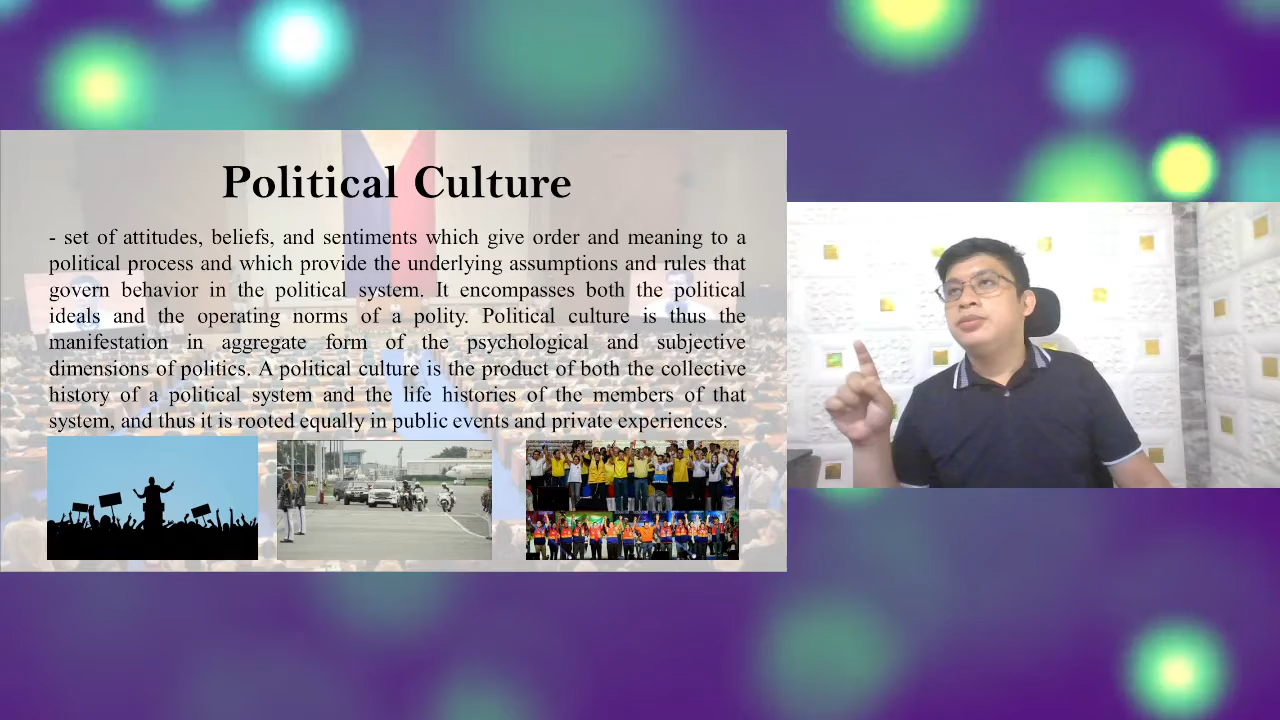 Political Culture
- set of attitudes, beliefs, and sentiments which give order and meaning to a
political process and which provide the underlying assumptions and rules that
govern behavior in the political system. It encompasses both the political
ideals and the operating norms of a polity. Political culture is thus the
manifestation in aggregate form of the psychological and subjective
dimensions of politics. A political culture is the product of both the collective
history of a political system and the life histories of the members of that
system, and thus it is rooted equally in public events and private experiences.